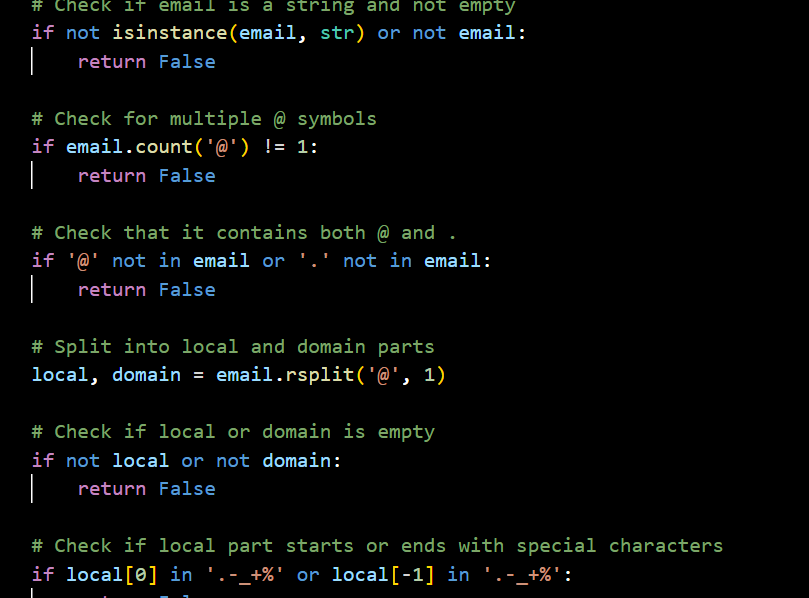 # Check if email is a string and not empty
if not isinstance(email, str) or not email:
    return False

# Check for multiple @ symbols
if email.count('@') != 1:
    return False

# Check that it contains both @ and .
if '@' not in email or '.' not in email:
    return False

# Split into local and domain parts
local, domain = email.rsplit('@', 1)

# Check if local or domain is empty
if not local or not domain:
    return False

# Check if local part starts or ends with special characters
if local[0] in '.-_+%' or local[-1] in '.-_+%':